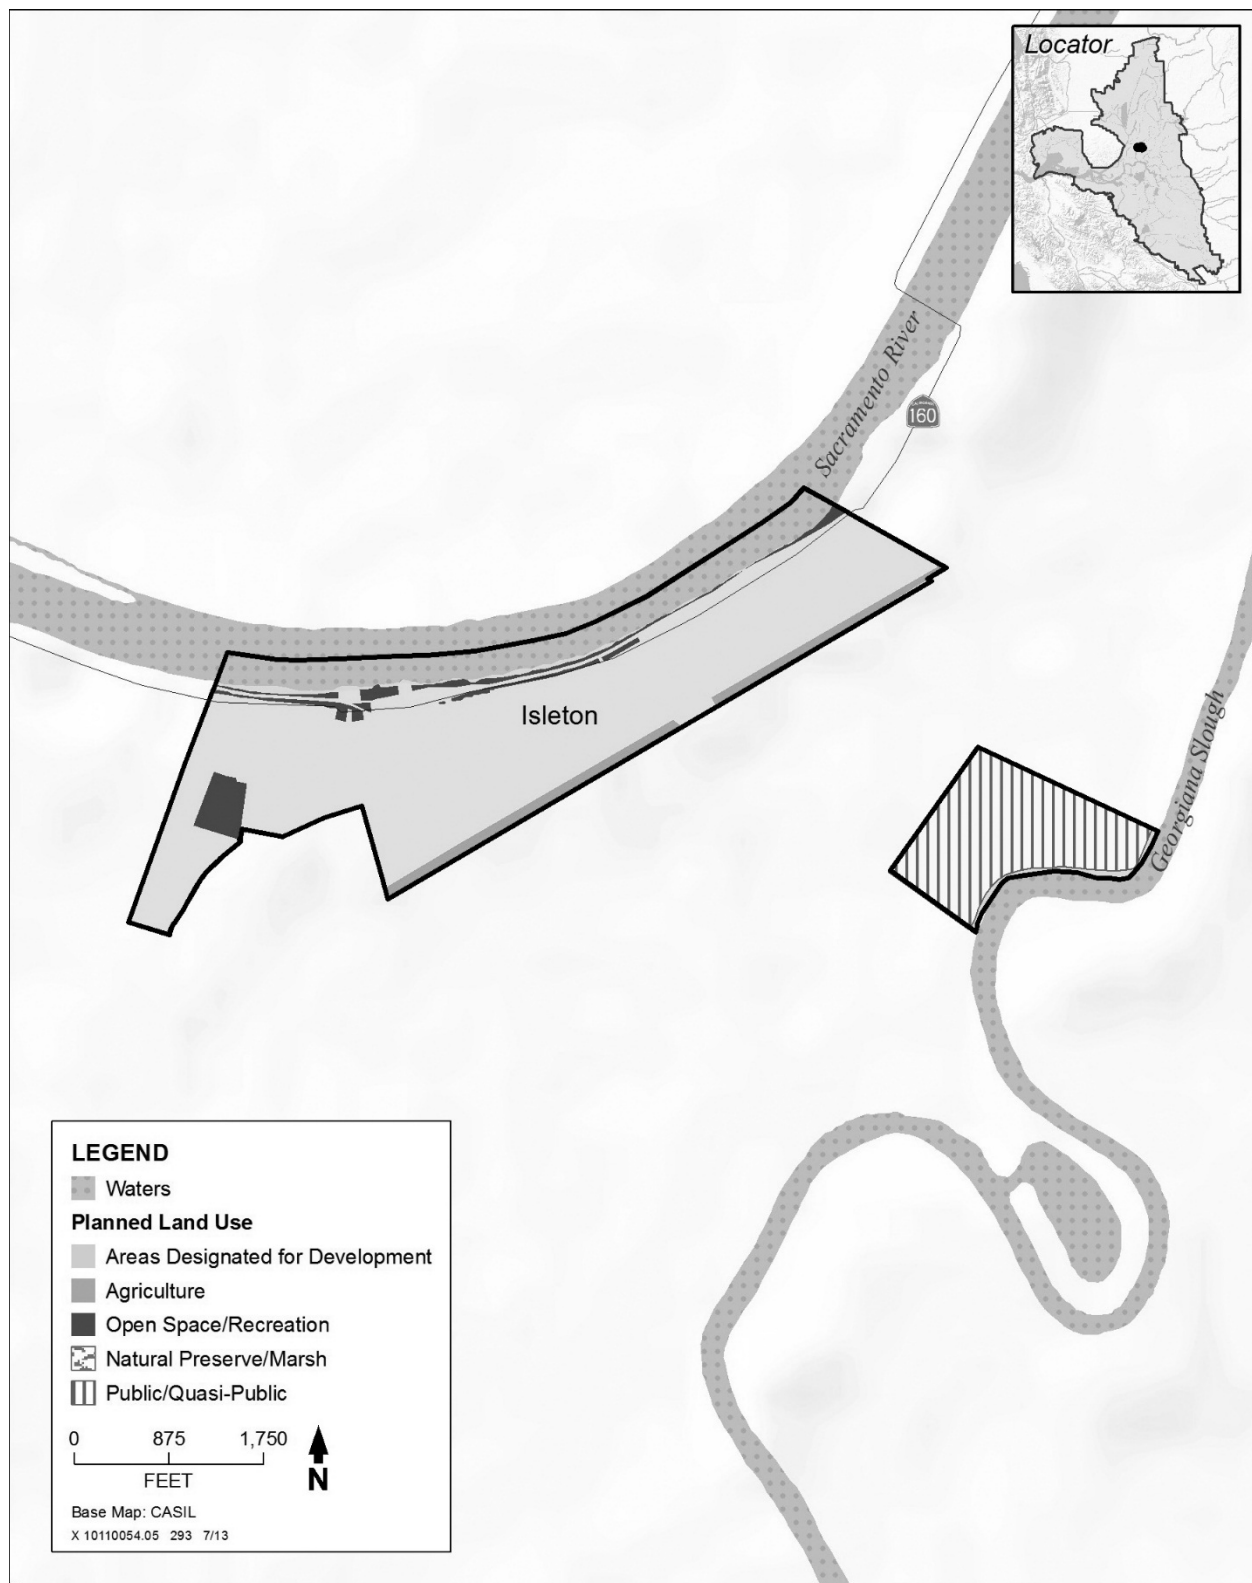 Locator
Sacramento River
CALIFORNIA
160
Isleton
Georgiana Slough
LEGEND
Waters
Planned Land Use
Areas Designated for Development
Agriculture
Open Space/Recreation
Natural Preserve/Marsh
Public/Quasi-Public
0 875 1,750
FEET
N
Base Map: CASIL
X 10110054.05 293 7/13